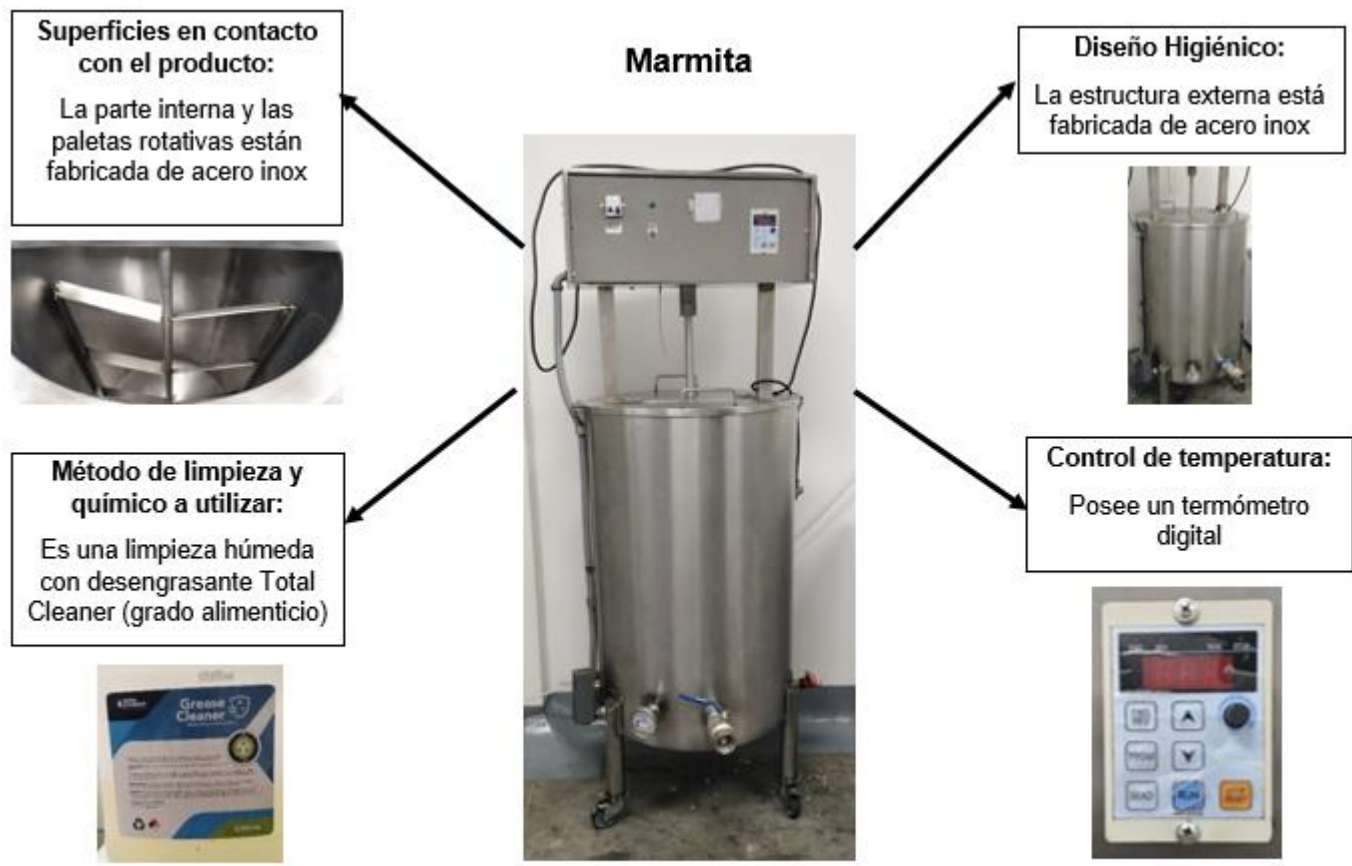 Marmita
Superficies en contacto
con el producto:
La parte interna y las
paletas rotativas están
fabricada de acero inox
Diseño Higiénico:
La estructura externa está
fabricada de acero inox
Método de limpieza y
químico a utilizar:
Es una limpieza húmeda
con desengrasante Total
Cleaner (grado alimenticio)
Control de temperatura:
Posee un termómetro
digital
Grease
Cleaner
RUN